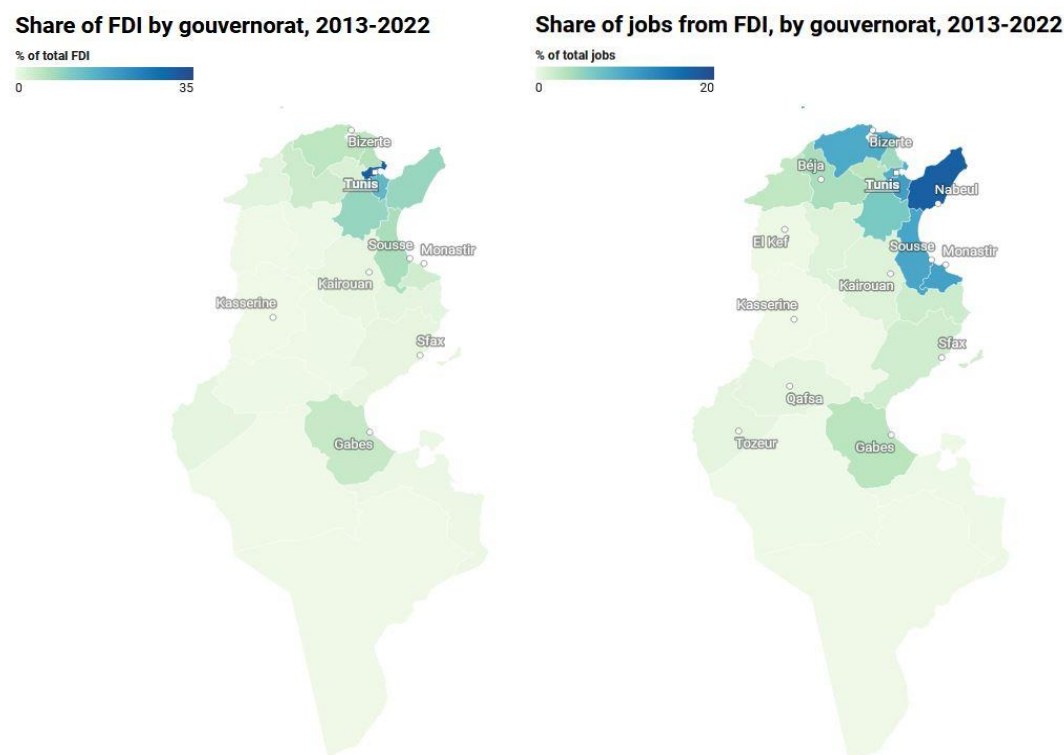 Share of FDI by gouvernorat, 2013-2022
% of total FDI
0 35
Bizerte
Tunis
Sousse
Monastir
Kairouan
Kasserine
Sfax
Gabes
Share of jobs from FDI, by gouvernorat, 2013-2022
% of total jobs
0 20
Bizerte
Béja
Tunis
Nabeul
El Kef
Sousse
Monastir
Kairouan
Kasserine
Sfax
Qafsa
Tozeur
Gabes